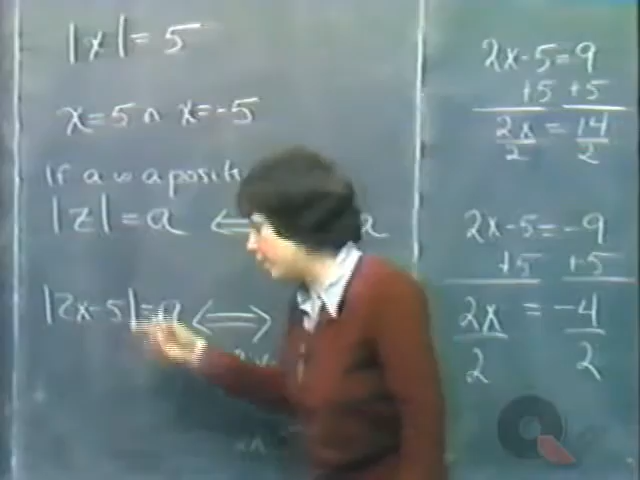 |x| = 5
x = 5 or x = -5
If a is a posit
|z| = a ⟺ a
|2x-5| = 9 ⟺
2x-5=9
+5 +5
2x = 14
2 2
2x-5=-9
+5 +5
2x = -4
2 2